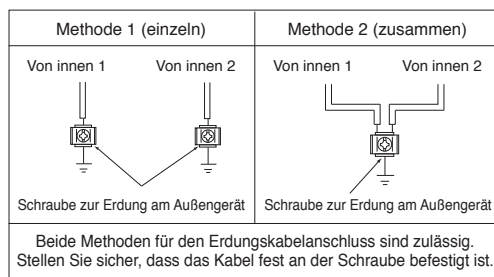 Methode 1 (einzeln)
Von innen 1 Von innen 2
Schraube zur Erdung am Außengerät
Methode 2 (zusammen)
Von innen 1 Von innen 2
Schraube zur Erdung am Außengerät
Beide Methoden für den Erdungskabelanschluss sind zulässig.
Stellen Sie sicher, dass das Kabel fest an der Schraube befestigt ist.